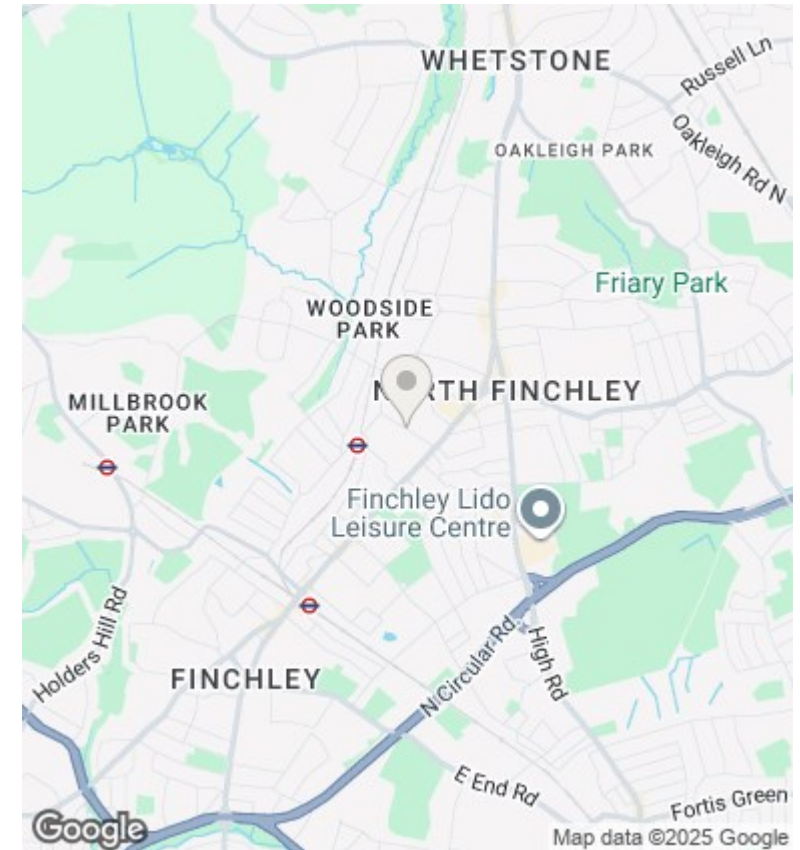 WHETSTONE
Russell Ln
Oakleigh Rd N
OAKLEIGH PARK
Friary Park
WOODSIDE
PARK
NORTH FINCHLEY
MILLBROOK
PARK
Finchley Lido
Leisure Centre
Holders Hill Rd
N Circular Rd
High Rd
FINCHLEY
E End Rd
Fortis Green
Google
Map data ©2025 Google